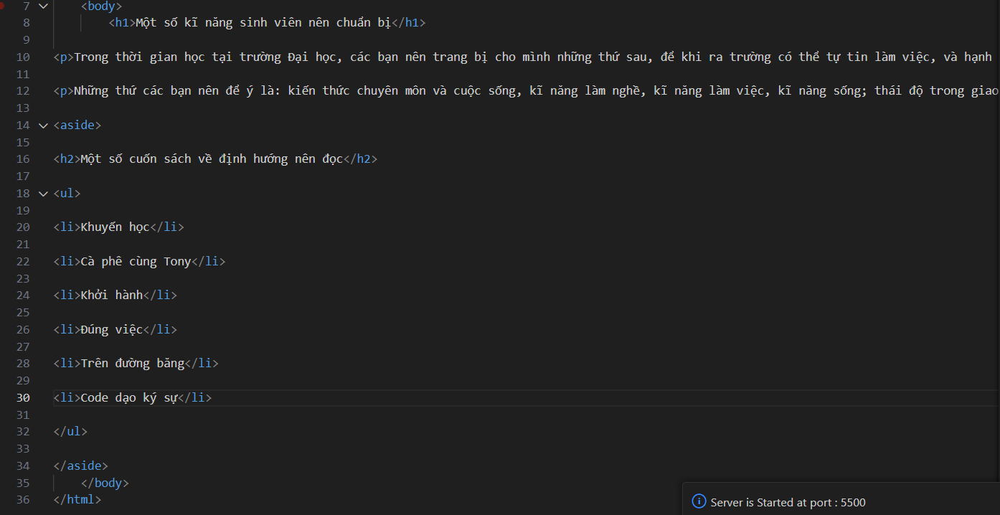 7 <body>
8 <h1>Một số kĩ năng sinh viên nên chuẩn bị</h1>
9
10 <p>Trong thời gian học tại trường Đại học, các bạn nên trang bị cho mình những thứ sau, để khi ra trường có thể tự tin làm việc, và hạnh
11
12 <p>Những thứ các bạn nên để ý là: kiến thức chuyên môn và cuộc sống, kĩ năng làm nghề, kĩ năng làm việc, kĩ năng sống; thái độ trong giao
13
14 <aside>
15
16 <h2>Một số cuốn sách về định hướng nên đọc</h2>
17
18 <ul>
19
20 <li>Khuyến học</li>
21
22 <li>Cà phê cùng Tony</li>
23
24 <li>Khởi hành</li>
25
26 <li>Đúng việc</li>
27
28 <li>Trên đường băng</li>
29
30 <li>Code dạo ký sự</li>
31
32 </ul>
33
34 </aside>
35 </body>
36 </html>
Server is Started at port : 5500